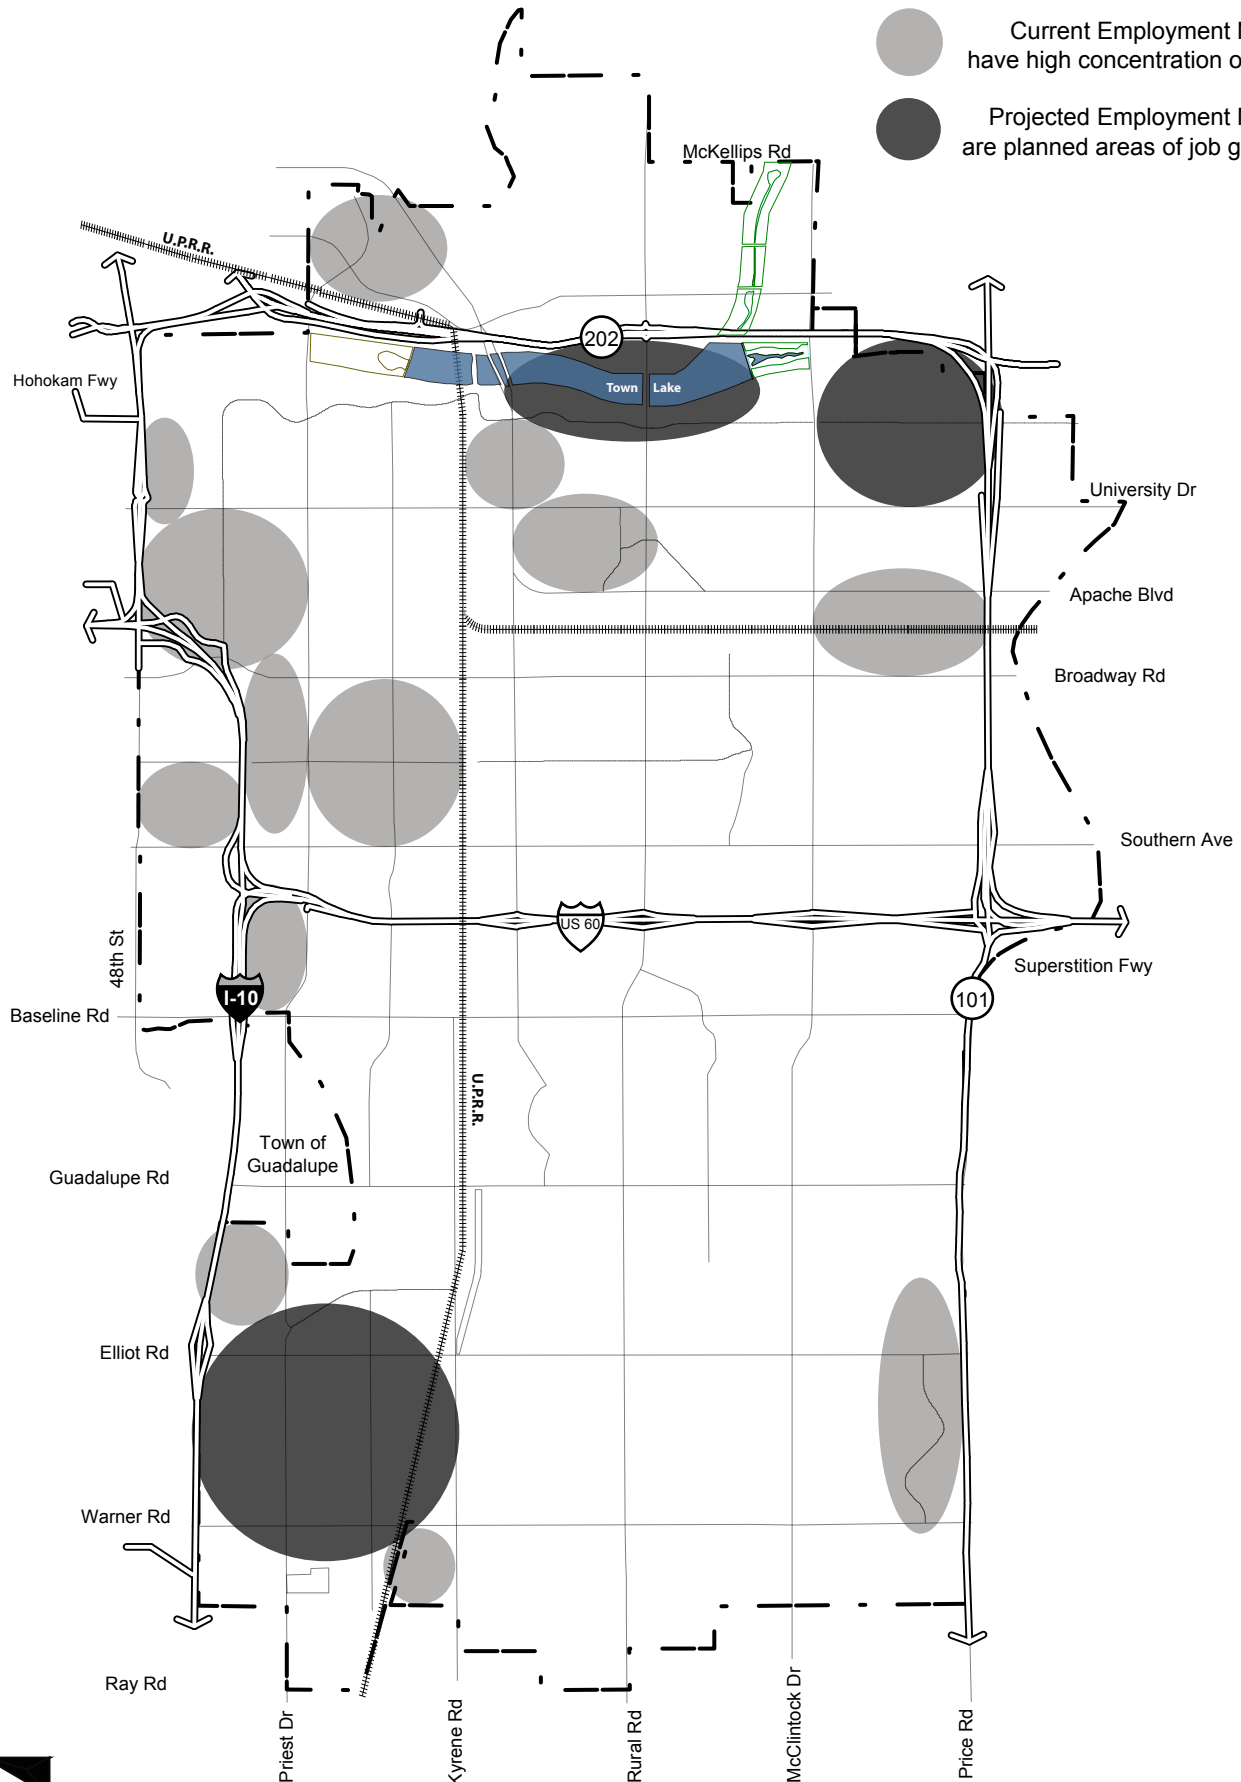 Current Employment
have high concentration o
Projected Employment
are planned areas of job g
McKellips Rd
U.P.R.R.
202
Hohokam Fwy
Town Lake
University Dr
Apache Blvd
Broadway Rd
Southern Ave
US 60
48th St
Superstition Fwy
I-10
101
Baseline Rd
U.P.R.R.
Town of
Guadalupe
Guadalupe Rd
Elliot Rd
Warner Rd
Ray Rd
Priest Dr
Kyrene Rd
Rural Rd
McClintock Dr
Price Rd